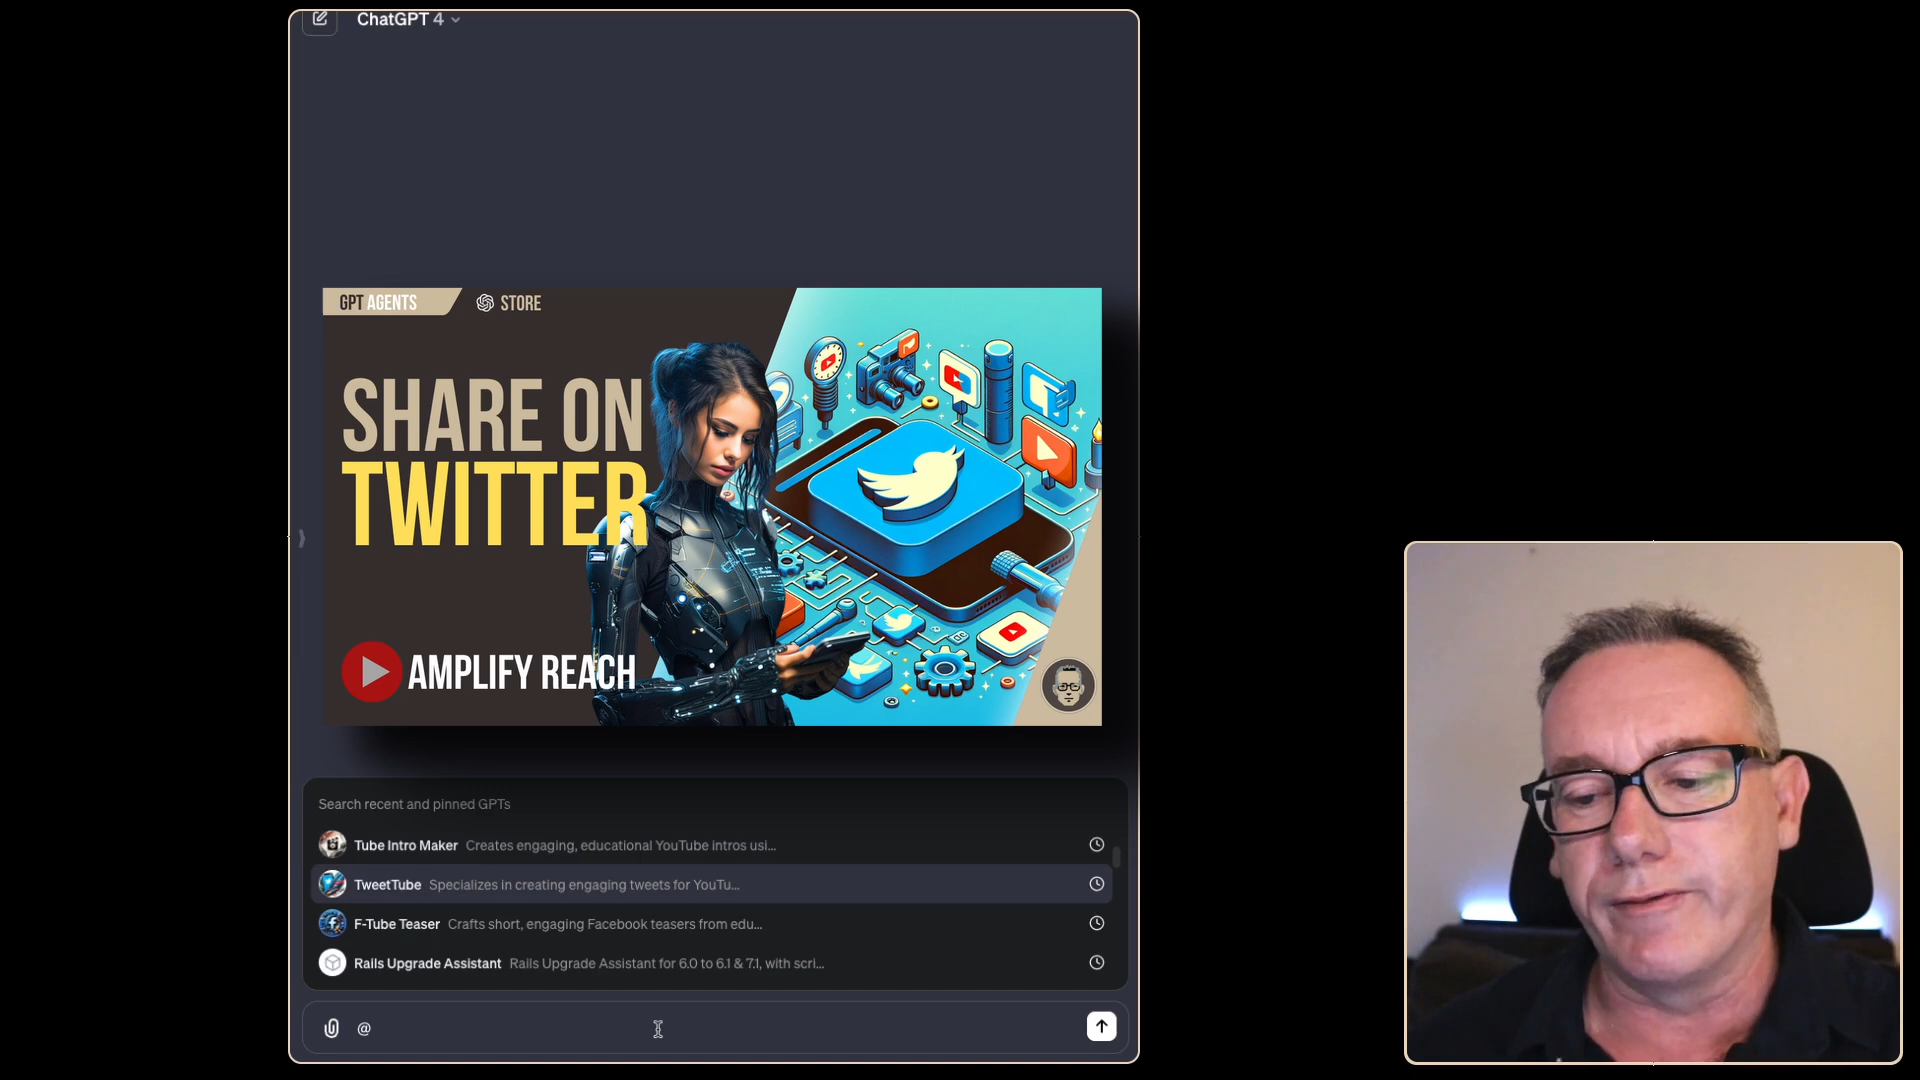 ChatGPT 4
GPT AGENTS
STORE
SHARE ON
TWITTER
AMPLIFY REACH
Search recent and pinned GPTs
Tube Intro Maker Creates engaging, educational YouTube intros usi...
TweetTube Specializes in creating engaging tweets for YouTu...
F-Tube Teaser Crafts short, engaging Facebook teasers from edu...
Rails Upgrade Assistant Rails Upgrade Assistant for 6.0 to 6.1 & 7.1, with scri...
@